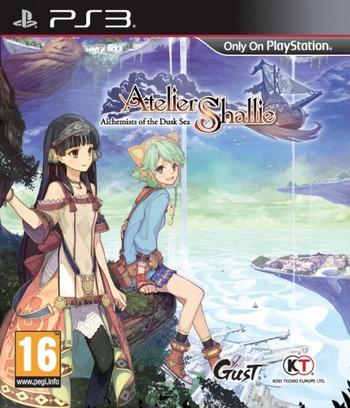 PS3
Only On PlayStation®
Atelier Shallie
Alchemists of the Dusk Sea
16
www.pegi.info
GUST
KT
KOEI TECMO EUROPE LTD.